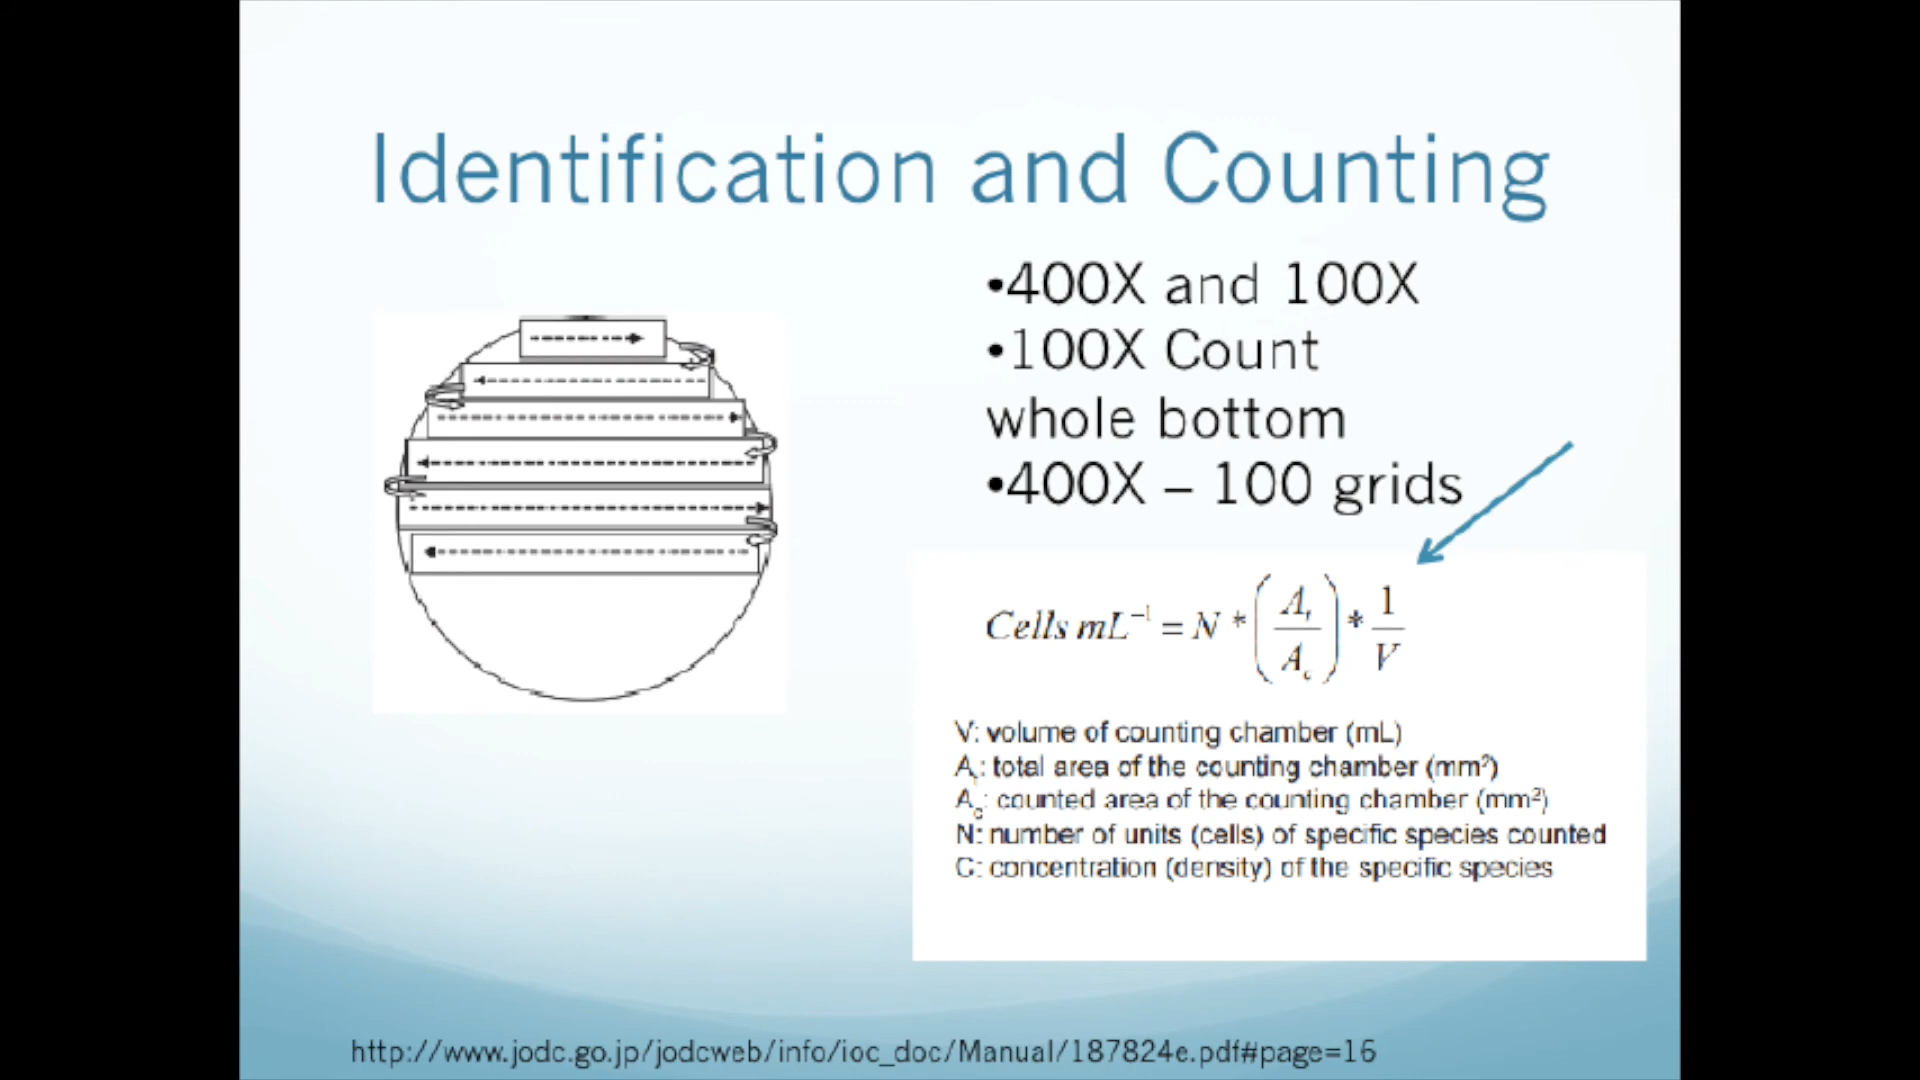 Identification and Counting
•400X and 100X
•100X Count
whole bottom
•400X – 100 grids
Cells mL⁻¹ = N * (Aₜ / A꜀) * 1 / V
V: volume of counting chamber (mL)
Aₜ: total area of the counting chamber (mm²)
A꜀: counted area of the counting chamber (mm²)
N: number of units (cells) of specific species counted
C: concentration (density) of the specific species
http://www.jodc.go.jp/jodcweb/info/ioc_doc/Manual/187824e.pdf#page=16